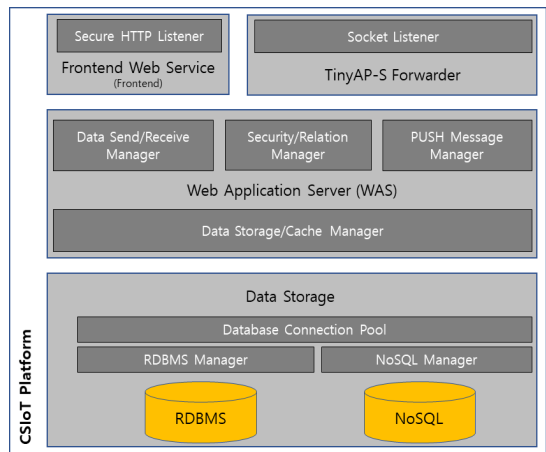 Secure HTTP Listener
Frontend Web Service
(Frontend)
Socket Listener
TinyAP-S Forwarder
Data Send/Receive
Manager
Security/Relation
Manager
PUSH Message
Manager
Web Application Server (WAS)
Data Storage/Cache Manager
Data Storage
Database Connection Pool
RDBMS Manager
NoSQL Manager
RDBMS
NoSQL
CSIoT Platform